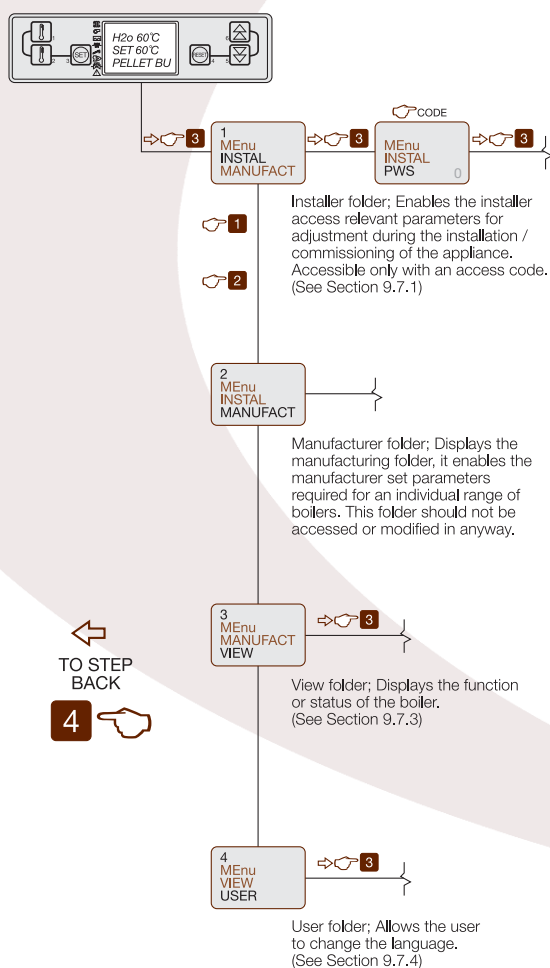 H2o 60℃
SET 60℃
PELLET BU
1
2
3
SET
RESET
4
5
6
CODE
3
1
MEnu
INSTAL
MANUFACT
3
MEnu
INSTAL
PWS 0
3
Installer folder; Enables the installer
access relevant parameters for
adjustment during the installation /
commissioning of the appliance.
Accessible only with an access code.
(See Section 9.7.1)
1
2
2
MEnu
INSTAL
MANUFACT
Manufacturer folder; Displays the
manufacturing folder, it enables the
manufacturer set parameters
required for an individual range of
boilers. This folder should not be
accessed or modified in anyway.
3
MEnu
MANUFACT
VIEW
3
TO STEP
BACK
4
View folder; Displays the function
or status of the boiler.
(See Section 9.7.3)
4
MEnu
VIEW
USER
3
User folder; Allows the user
to change the language.
(See Section 9.7.4)